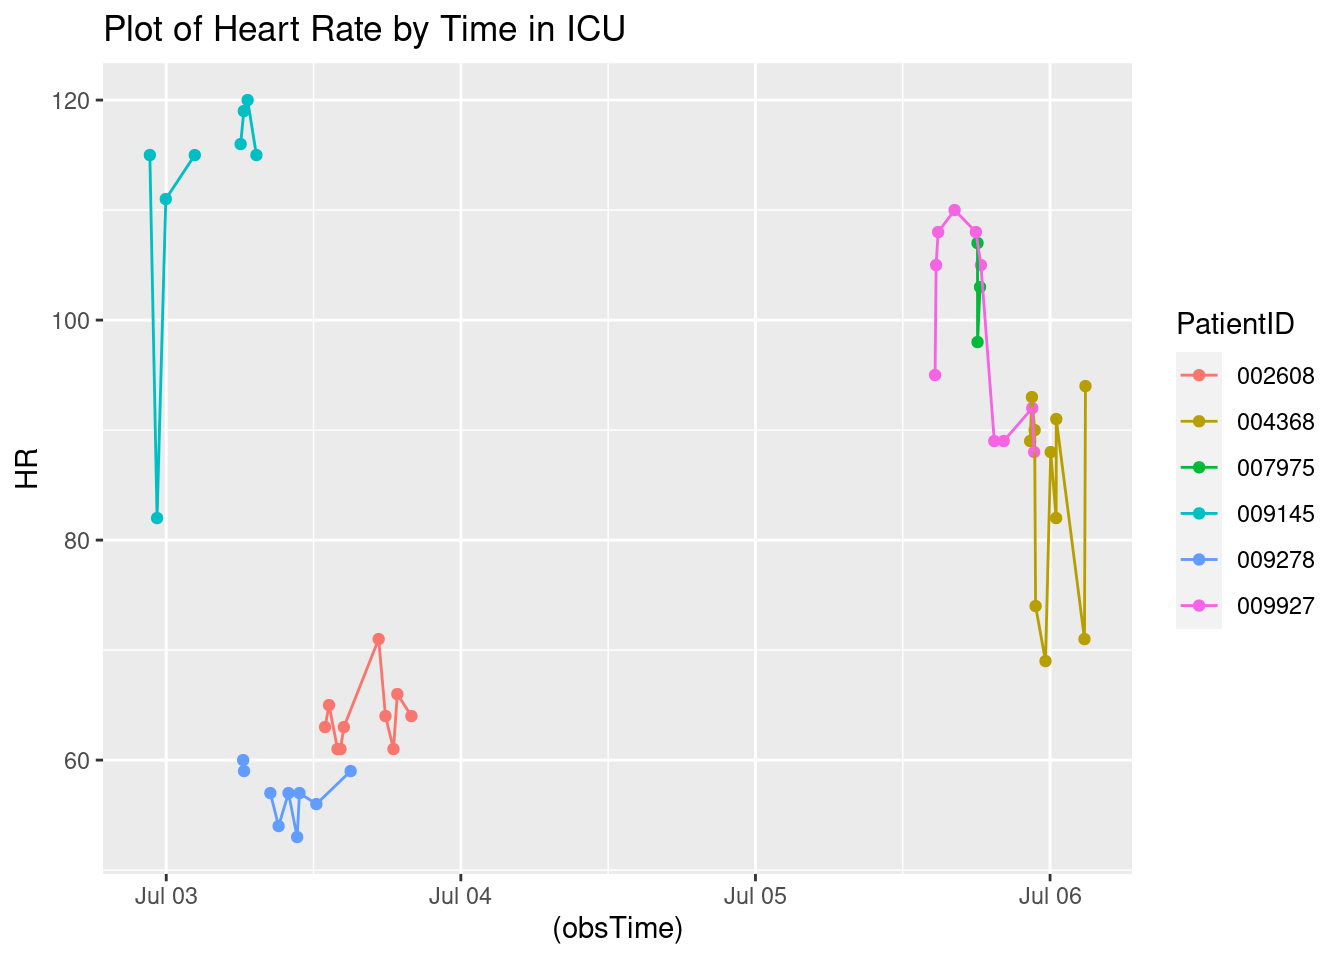 Plot of Heart Rate by Time in ICU
120
100
80
60
HR
Jul 03 Jul 04 Jul 05 Jul 06
(obsTime)
PatientID
002608
004368
007975
009145
009278
009927